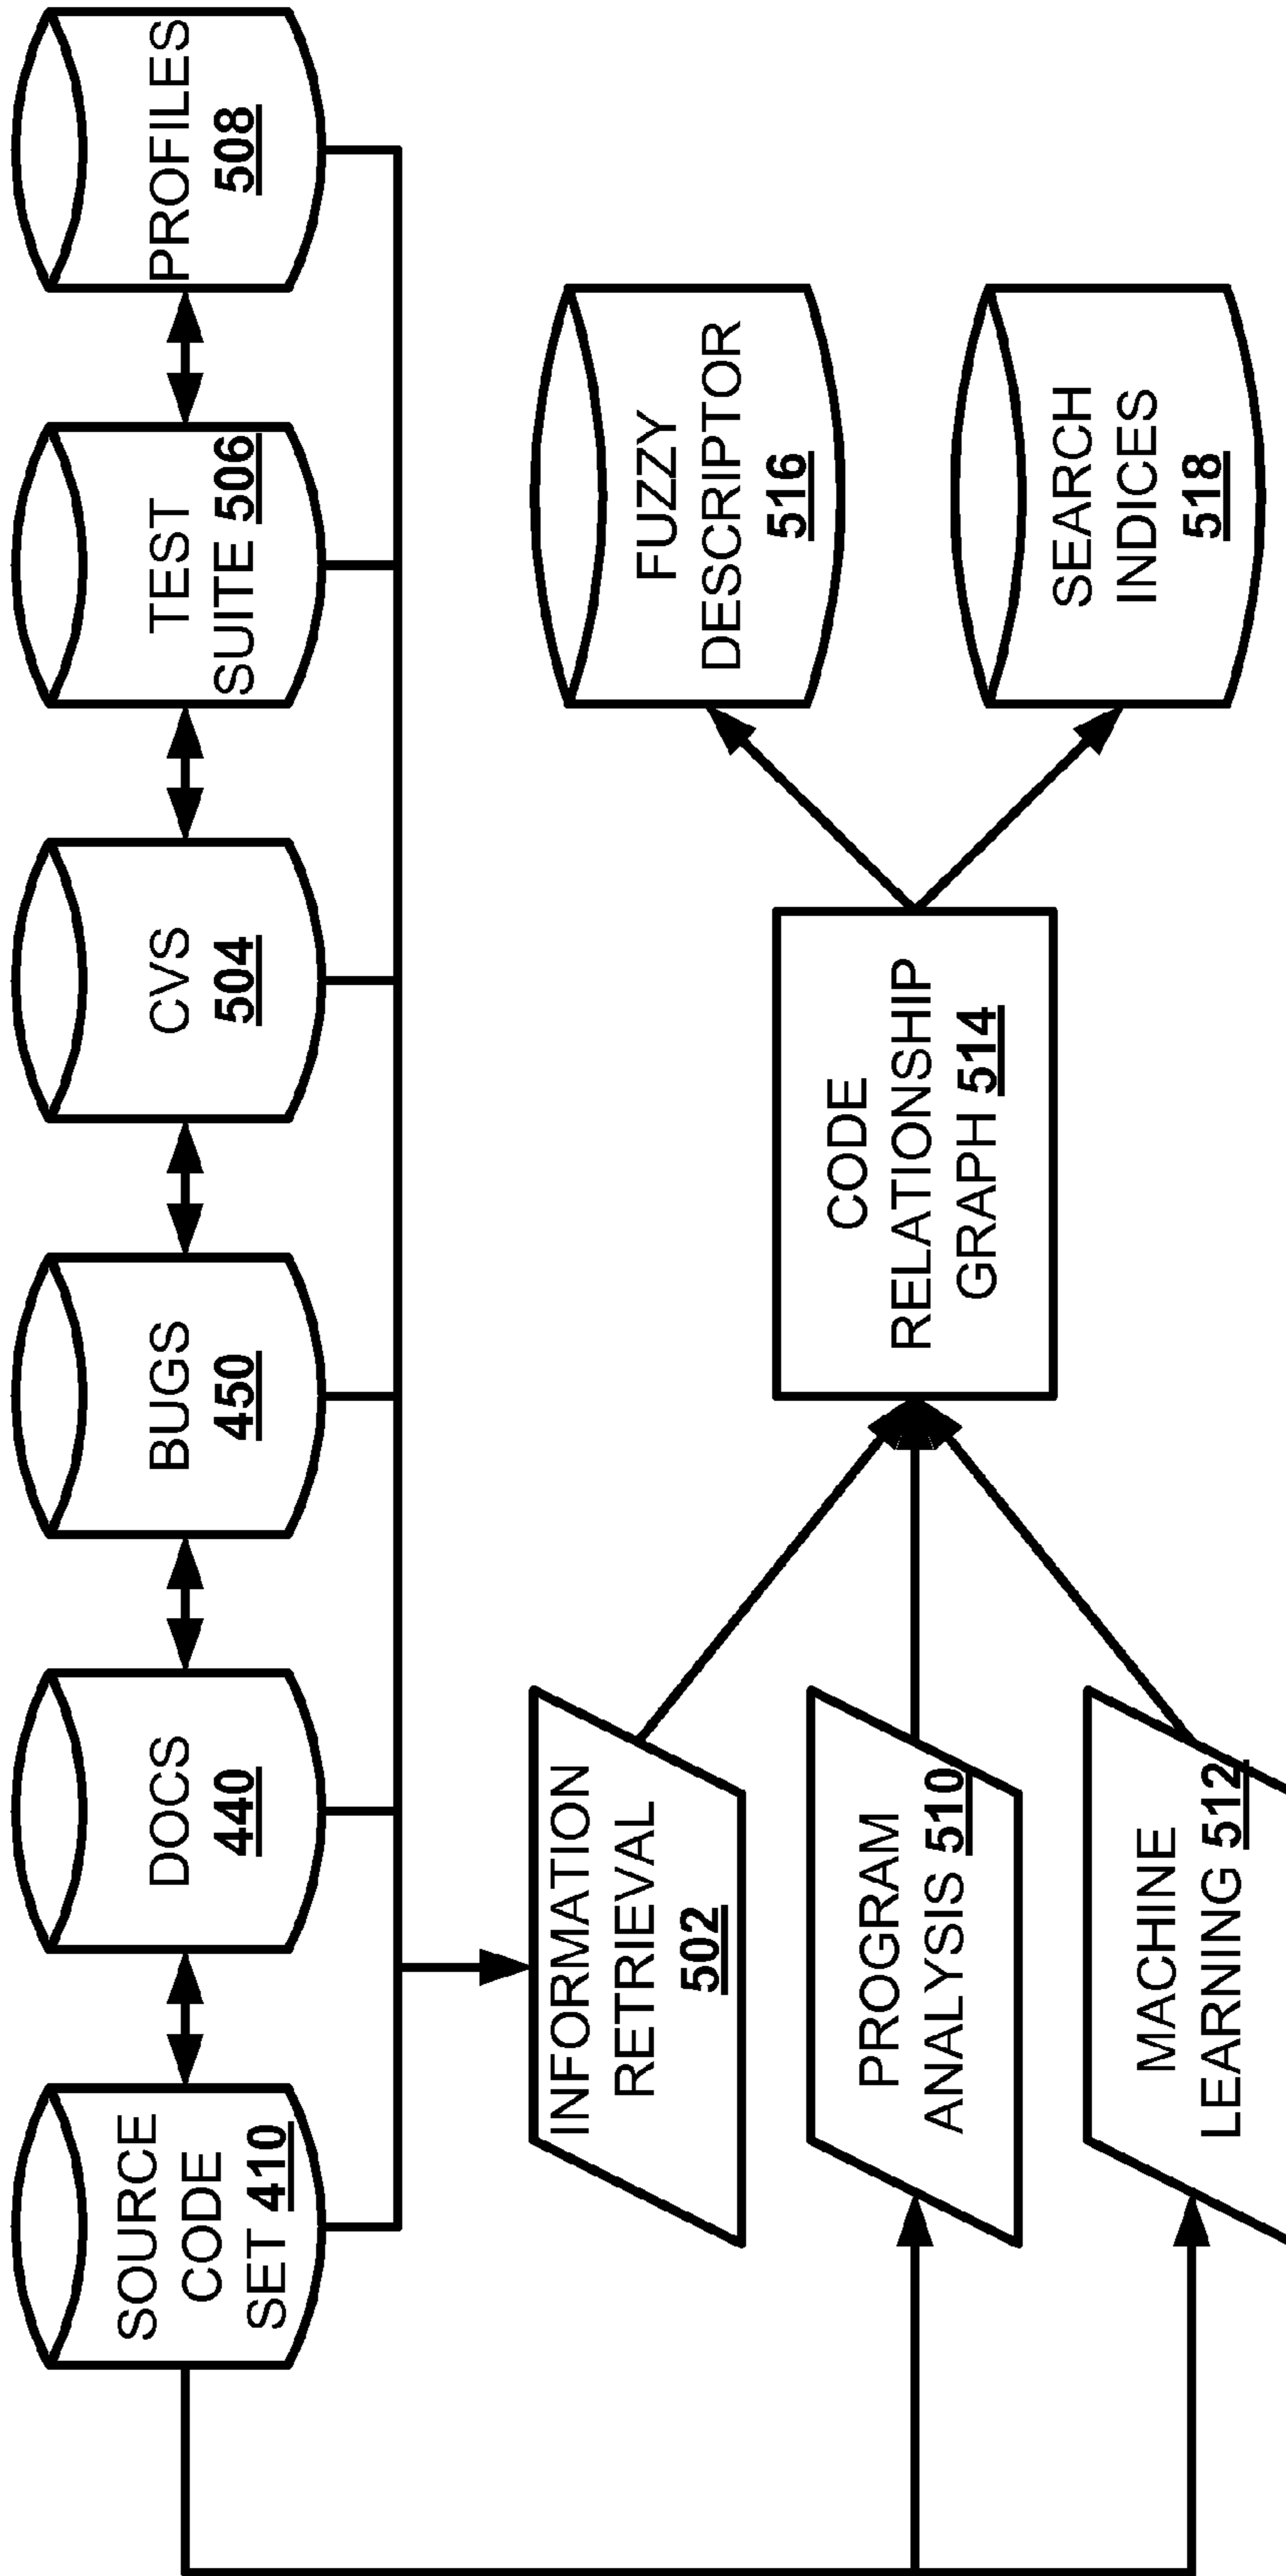 SOURCE
CODE
SET 410
DOCS
440
BUGS
450
CVS
504
TEST
SUITE 506
PROFILES
508
INFORMATION
RETRIEVAL
502
PROGRAM
ANALYSIS 510
MACHINE
LEARNING 512
CODE
RELATIONSHIP
GRAPH 514
FUZZY
DESCRIPTOR
516
SEARCH
INDICES
518